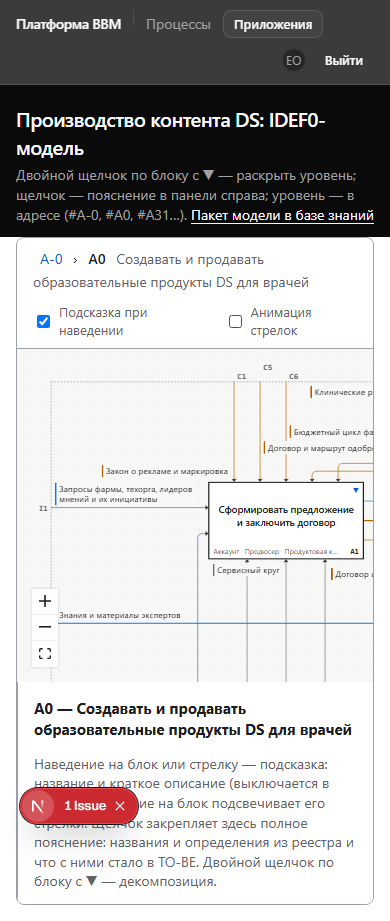 Платформа BBM
Процессы
Приложения
EO
Выйти
Производство контента DS: IDEF0-
модель
Двойной щелчок по блоку с ▼ — раскрыть уровень;
щелчок — пояснение в панели справа; уровень — в
адресе (#A-0, #A0, #A31…). Пакет модели в базе знаний
A-0 › A0 Создавать и продавать
образовательные продукты DS для врачей
Подсказка при
наведении
Анимация
стрелок
C5
C1
C6
Клинические р
Бюджетный цикл фа
Договор и маршрут одобре
Закон о рекламе и маркировка
Запросы фармы, техорга, лидеров
мнений и их инициативы
I1
▼
Сформировать предложение
и заключить договор
Аккаунт · Продюсер · Продуктовая к…
A1
Сервисный круг
Договор
Знания и материалы экспертов
+
−
A0 — Создавать и продавать
образовательные продукты DS для врачей
Наведение на блок или стрелку — подсказка:
название и краткое описание (выключается в
ие на блок подсвечивает его
стрелки. Щелчок закрепляет здесь полное
пояснение: названия и определения из реестра и
что с ними стало в TO-BE. Двойной щелчок по
блоку с ▼ — декомпозиция.
N
1 Issue ×